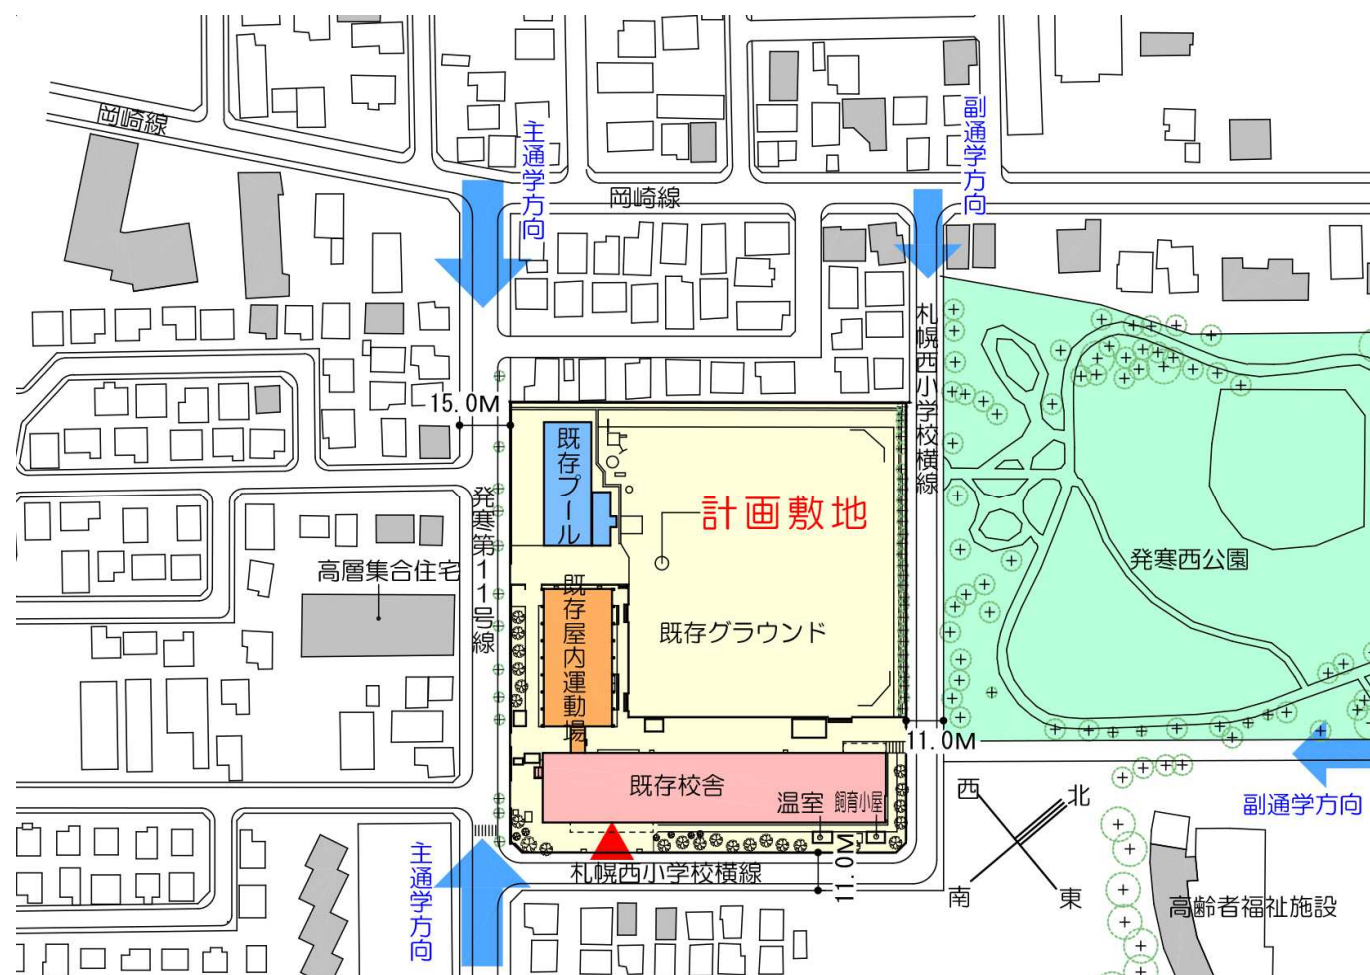 岡崎線
主通学方向
副通学方向
岡崎線
札幌西小学校横線
15.0M
既存プール
計画敷地
発寒第11号線
高層集合住宅
発寒西公園
既存屋内運動場
既存グラウンド
11.0M
既存校舎
温室
飼育小屋
西
北
南
東
副通学方向
主通学方向
札幌西小学校横線
11.0M
高齢者福祉施設